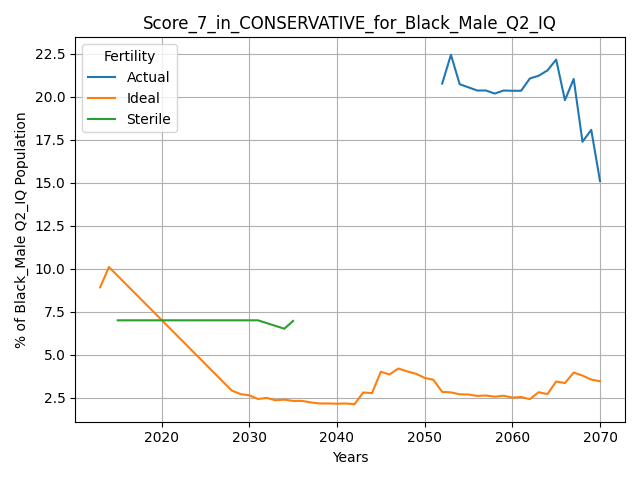 Score_7_in_CONSERVATIVE_for_Black_Male_Q2_IQ
Fertility
Actual
Ideal
Sterile
% of Black_Male Q2_IQ Population
22.5
20.0
17.5
15.0
12.5
10.0
7.5
5.0
2.5
2020 2030 2040 2050 2060 2070
Years